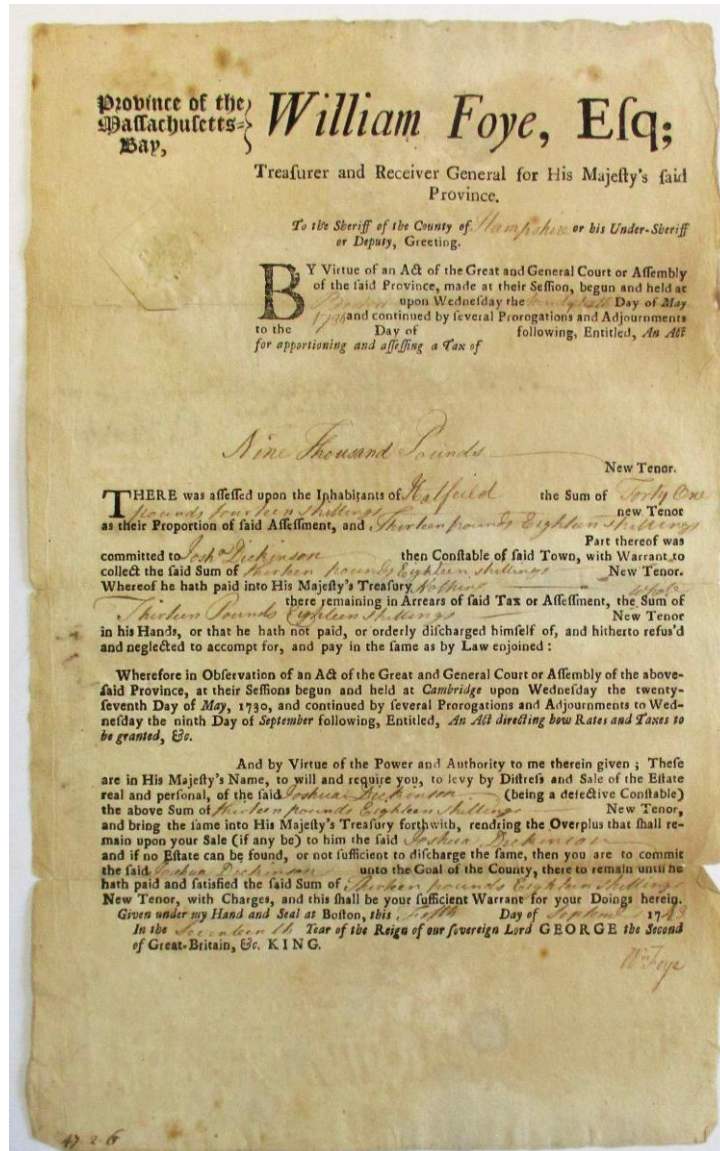 Province of the
Maſſachuſetts-
Bay,
William Foye, Eſq;
Treaſurer and Receiver General for His Majeſty's ſaid
Province.
To the Sheriff of the County of Hampshire or his Under-Sheriff
or Deputy, Greeting.
BY Virtue of an Act of the Great and General Court or Aſſembly
of the ſaid Province, made at their Seſſion, begun and held at
Boston upon Wedneſday the Day of May
and continued by ſeveral Prorogations and Adjournments
to the Day of following, Entitled, An Act
for apportioning and aſſeſſing a Tax of
Nine Thousand Pounds
New Tenor.
THERE was aſſeſſed upon the Inhabitants of Hatfield the Sum of Forty One
pounds fourteen shillings new Tenor
as their Proportion of ſaid Aſſeſſment, and Thirteen pounds Eighteen shillings
Part thereof was
committed to Joshᵃ Dickinson then Conſtable of ſaid Town, with Warrant to
collect the ſaid Sum of thirteen pounds Eighteen shillings New Tenor.
Whereof he hath paid into His Majeſty's Treaſury Nothing Whole
there remaining in Arrears of ſaid Tax or Aſſeſſment, the Sum of
Thirteen Pounds Eighteen shillings New Tenor
in his Hands, or that he hath not paid, or orderly diſcharged himſelf of, and hitherto refus'd
and neglected to accompt for, and pay in the ſame as by Law enjoined :
Wherefore in Obſervation of an Act of the Great and General Court or Aſſembly of the above-
ſaid Province, at their Seſſions begun and held at Cambridge upon Wedneſday the twenty-
ſeventh Day of May, 1730, and continued by ſeveral Prorogations and Adjournments to Wed-
neſday the ninth Day of September following, Entitled, An Act directing how Rates and Taxes to
be granted, &c.
And by Virtue of the Power and Authority to me therein given ; Theſe
are in His Majeſty's Name, to will and require you, to levy by Diſtreſs and Sale of the Eſtate
real and perſonal, of the ſaid Joshua Dickinson (being a defective Conſtable)
the above Sum of thirteen pounds Eighteen shillings New Tenor,
and bring the ſame into His Majeſty's Treaſury forthwith, rendring the Overplus that ſhall re-
main upon your Sale (if any be) to him the ſaid Joshua Dickinson
and if no Eſtate can be found, or not ſufficient to diſcharge the ſame, then you are to commit
the ſaid Joshua Dickinson unto the Goal of the County, there to remain until he
hath paid and ſatisfied the ſaid Sum of Thirteen pounds Eighteen shillings
New Tenor, with Charges, and this ſhall be your ſufficient Warrant for your Doings herein.
Given under my Hand and Seal at Boſton, this Day of Septemr 1743
In the Seventeenth Year of the Reign of our ſovereign Lord GEORGE the Second
of Great-Britain, &c. KING.
Wm Foye
47 2 6